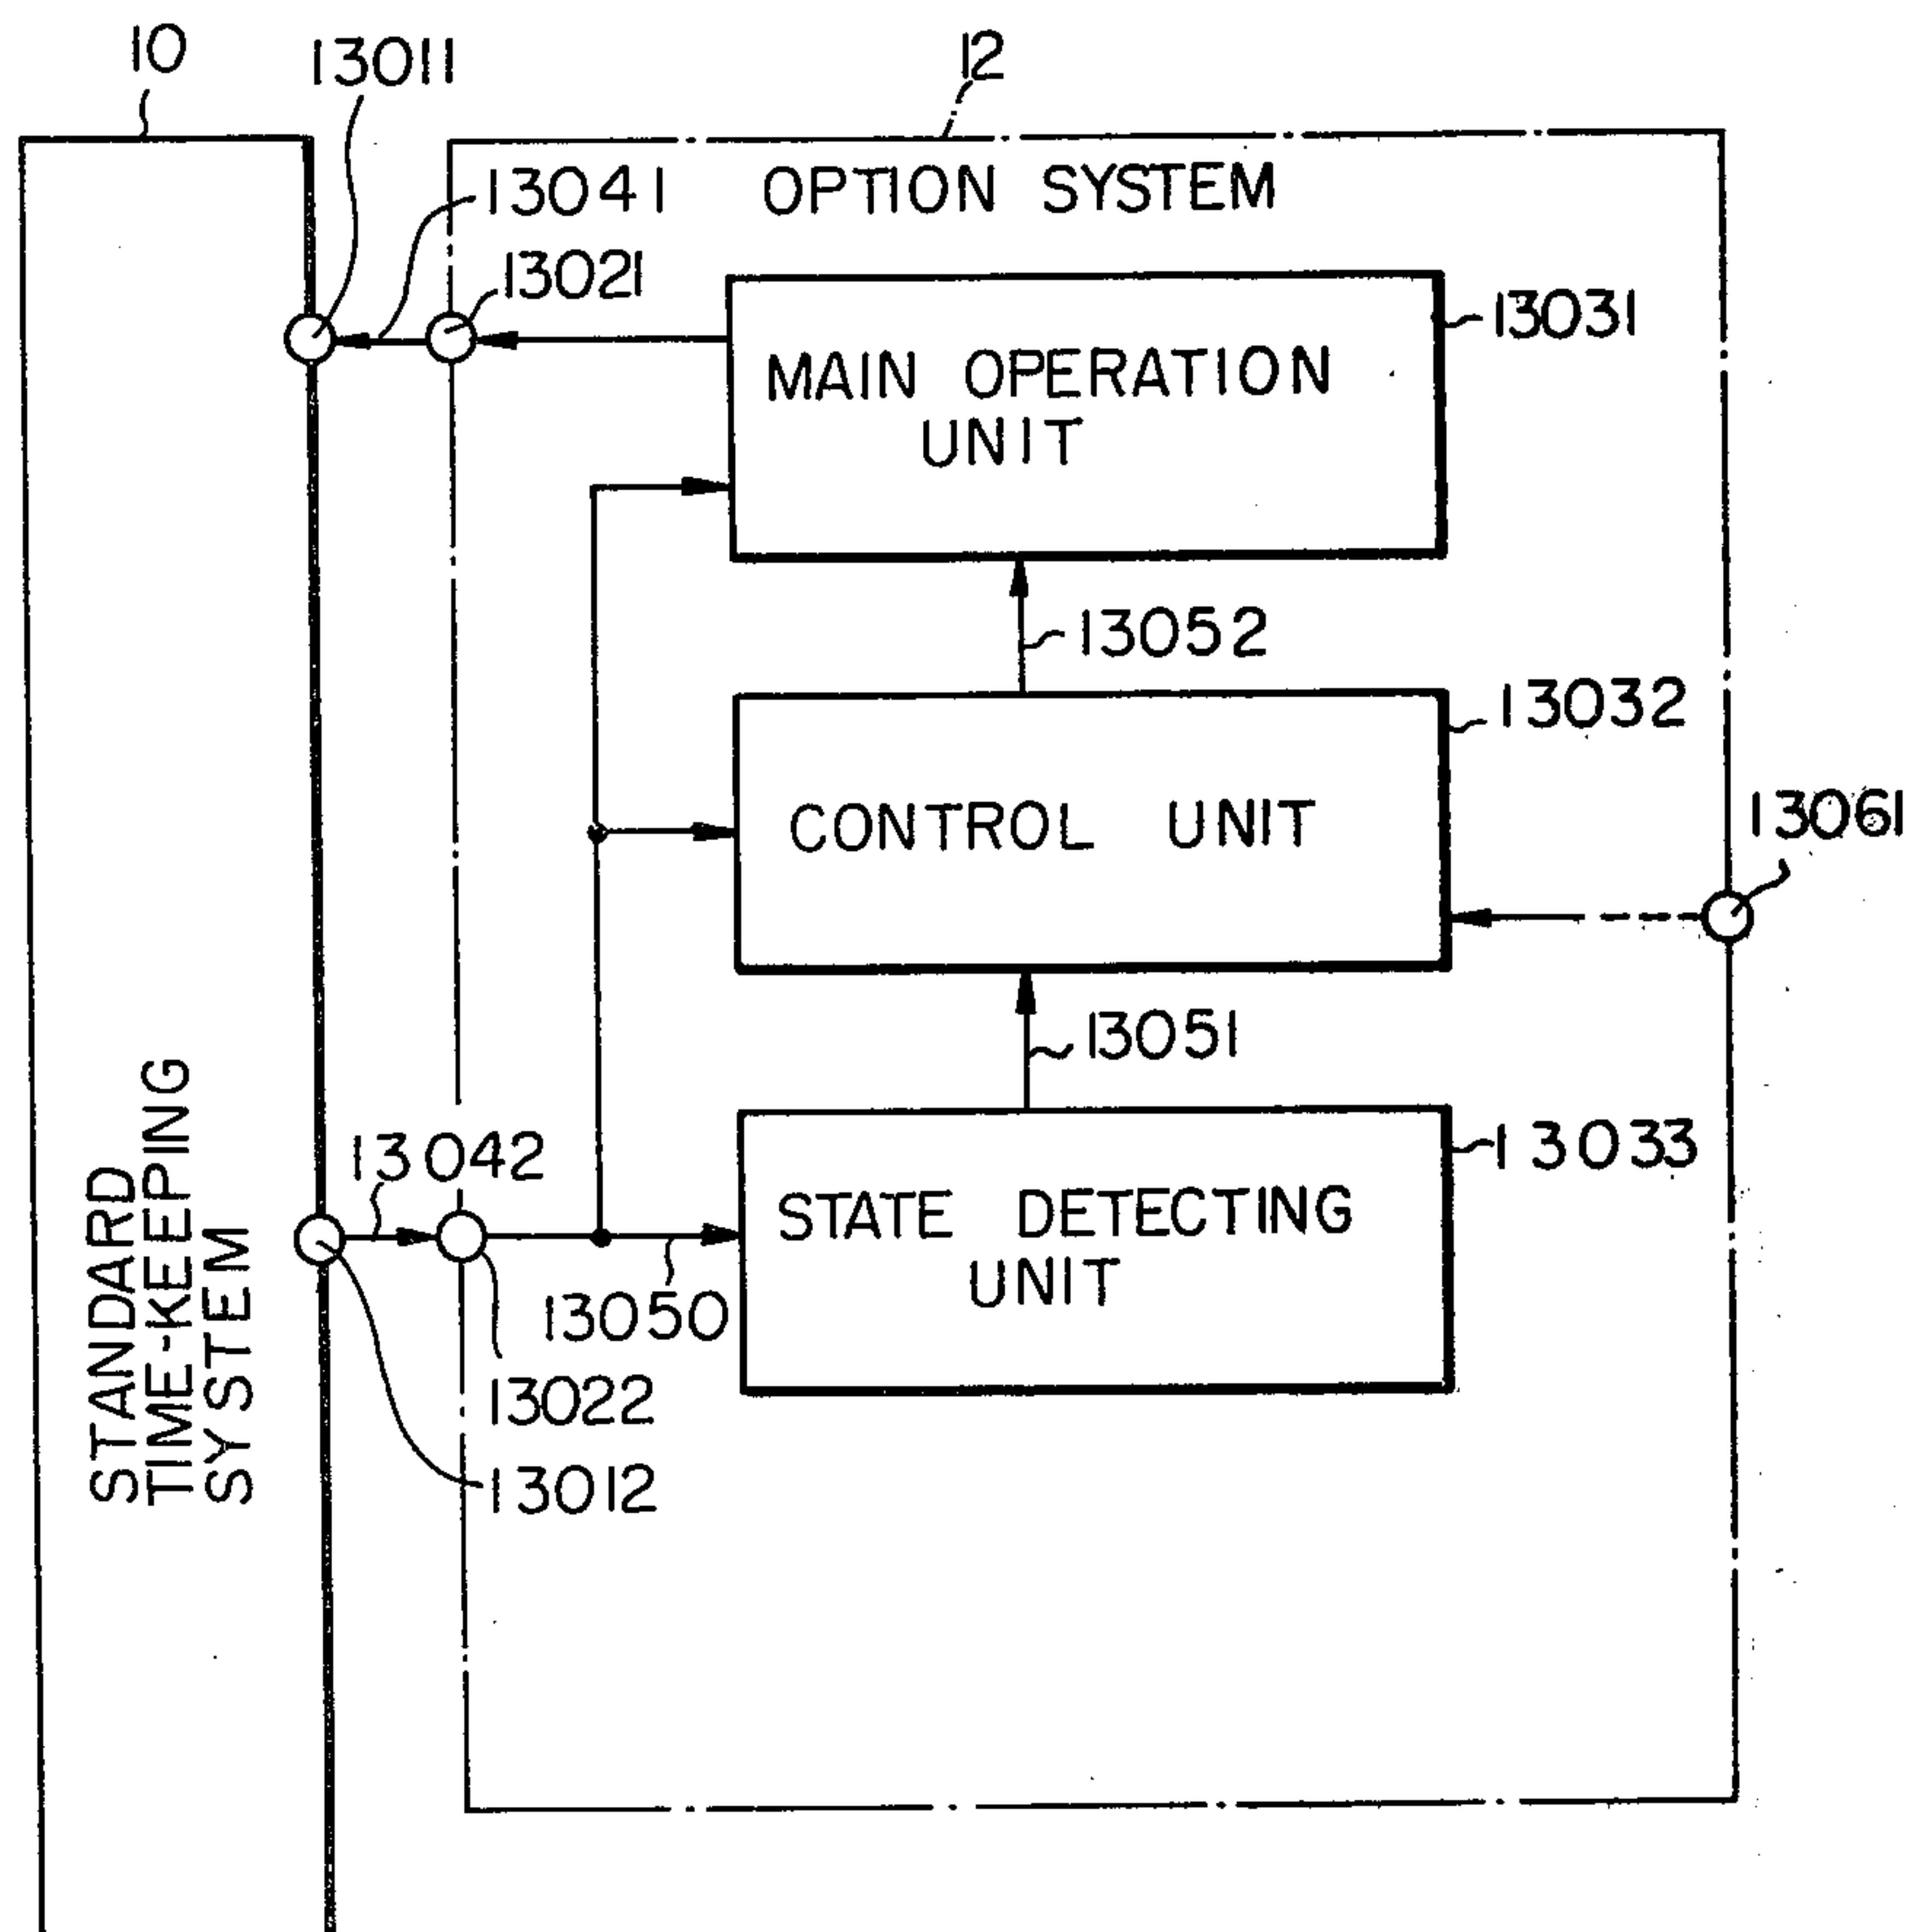 10
13011
12
13041
OPTION SYSTEM
13021
13031
MAIN OPERATION
UNIT
13052
13032
CONTROL UNIT
13061
13051
13042
13033
STATE DETECTING
UNIT
13050
13022
13012
STANDARD
TIME-KEEPING
SYSTEM